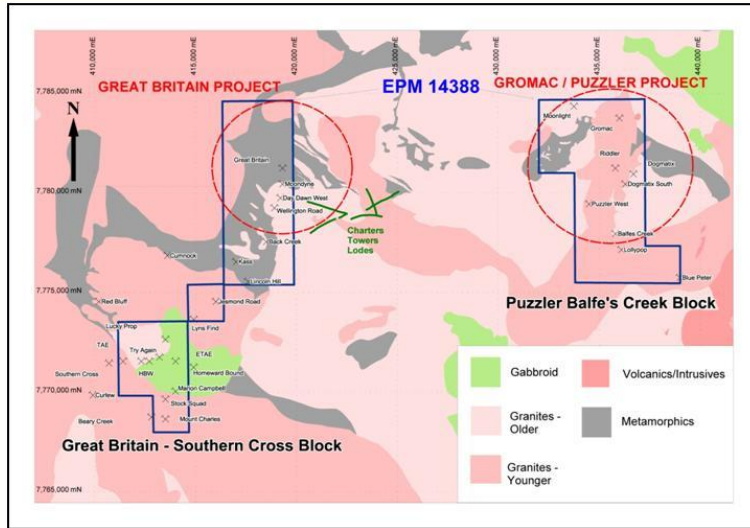 410,000 mE
415,000 mE
420,000 mE
425,000 mE
430,000 mE
435,000 mE
440,000 mE
7,785,000 mN
GREAT BRITAIN PROJECT
EPM 14388
GROMAC / PUZZLER PROJECT
N
Moonlight
Gromac
Great Britain
Riddler
Dogmatix
Moondyne
Dogmatix South
7,780,000 mN
Day Dawn West
Wellington Road
Puzzler West
Charters
Towers
Lodes
Black Creek
Balfes Creek
Cumnock
Kass
Lollypop
Lincoln Hill
Blue Peter
7,775,000 mN
Red Bluff
Diamond Road
Puzzler Balfe's Creek Block
Lucky Prop
Lyns Find
TAE
Try Again
ETAE
Southern Cross
HBW
Homeward Bound
7,770,000 mN
Curlew
Marion Campbell
Stock Squad
Beary Creek
Mount Charles
Great Britain - Southern Cross Block
7,765,000 mN
Gabbroid
Volcanics/Intrusives
Granites -
Older
Metamorphics
Granites -
Younger